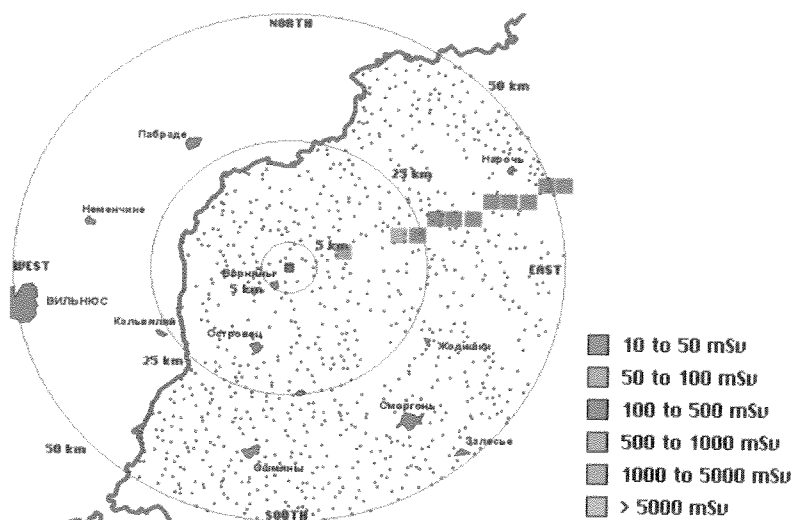 NORTH
50 km
Пабраде
Нарочь
25 km
Неменчине
5 km
WEST
EAST
5 km
ВИЛЬНЮС
Островец
Жодишки
25 km
10 to 50 mSv
50 to 100 mSv
Сморгонь
100 to 500 mSv
Залесье
50 km
500 to 1000 mSv
Ошмяны
1000 to 5000 mSv
> 5000 mSv
SOUTH